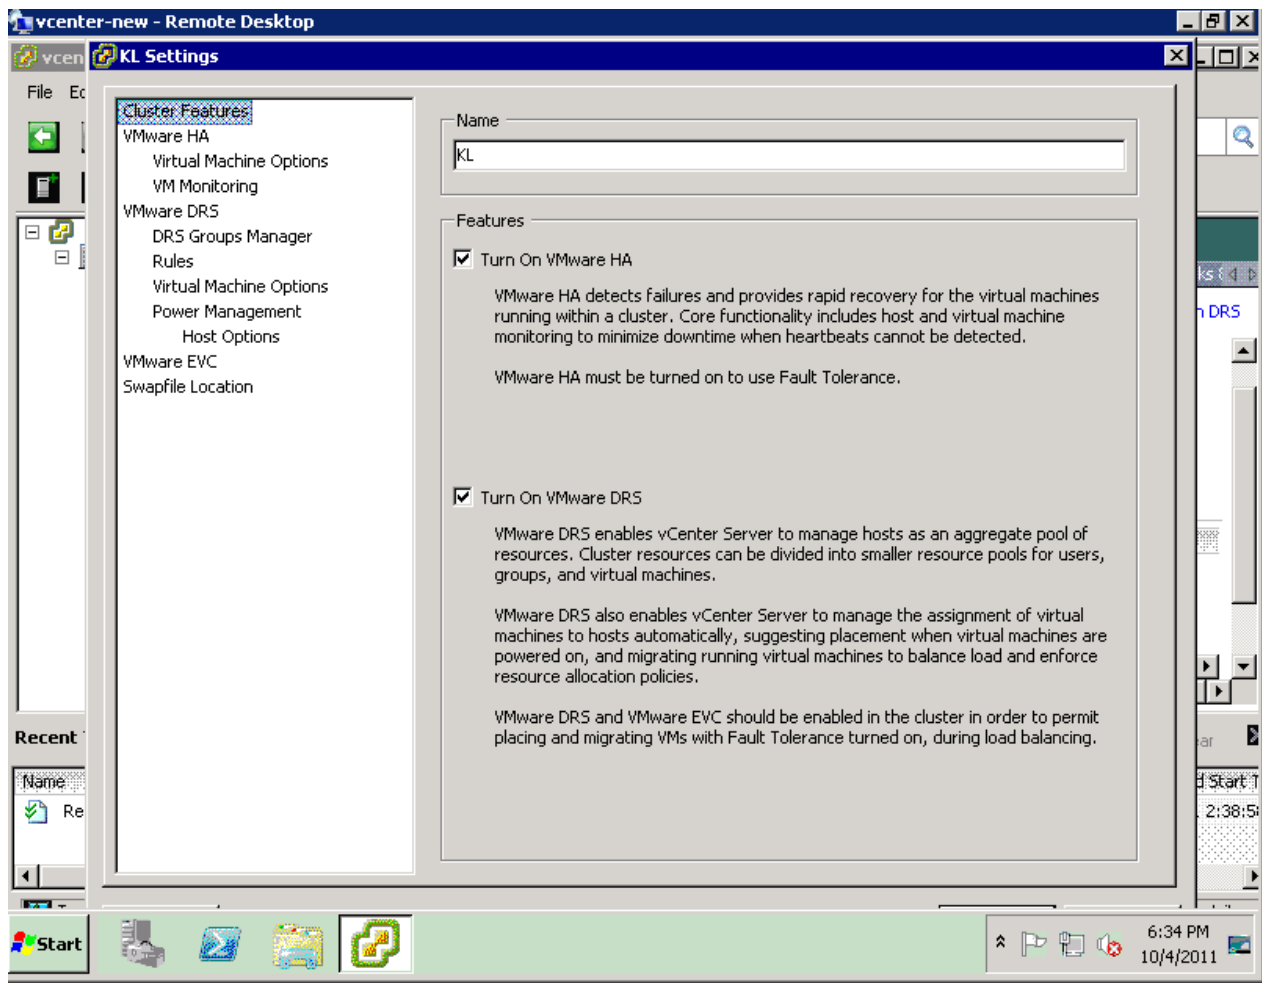 vcenter-new - Remote Desktop
vcen
KL Settings
File
Cluster Features
VMware HA
Virtual Machine Options
VM Monitoring
VMware DRS
DRS Groups Manager
Rules
Virtual Machine Options
Power Management
Host Options
VMware EVC
Swapfile Location
Name
KL
Features
Turn On VMware HA
VMware HA detects failures and provides rapid recovery for the virtual machines
running within a cluster. Core functionality includes host and virtual machine
monitoring to minimize downtime when heartbeats cannot be detected.
VMware HA must be turned on to use Fault Tolerance.
Turn On VMware DRS
VMware DRS enables vCenter Server to manage hosts as an aggregate pool of
resources. Cluster resources can be divided into smaller resource pools for users,
groups, and virtual machines.
VMware DRS also enables vCenter Server to manage the assignment of virtual
machines to hosts automatically, suggesting placement when virtual machines are
powered on, and migrating running virtual machines to balance load and enforce
resource allocation policies.
VMware DRS and VMware EVC should be enabled in the cluster in order to permit
placing and migrating VMs with Fault Tolerance turned on, during load balancing.
DRS
Recent
Name
Re
Start
2:38:5
Start
6:34 PM
10/4/2011